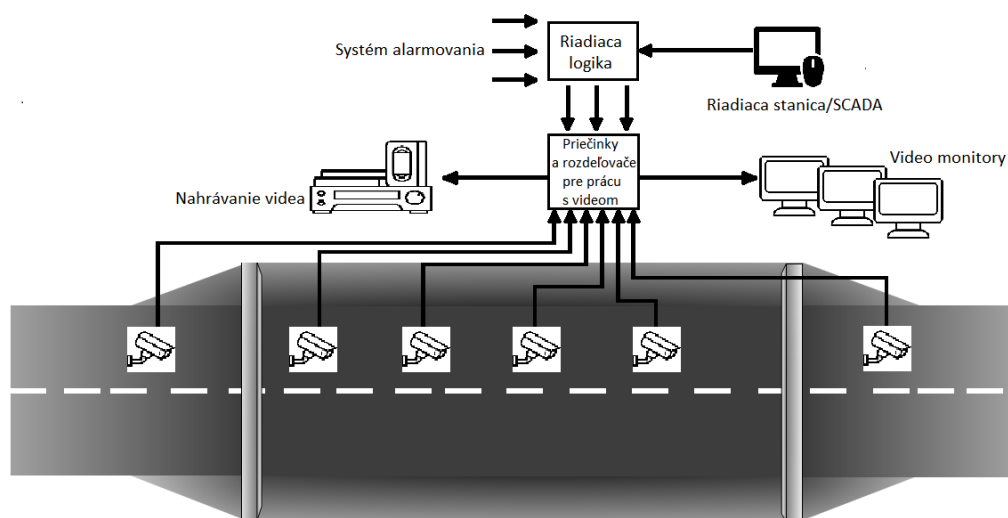 Systém alarmovania
Riadiaca
logika
Riadiaca stanica/SCADA
Priečinky
a rozdeľovače
pre prácu
s videom
Nahrávanie videa
Video monitory